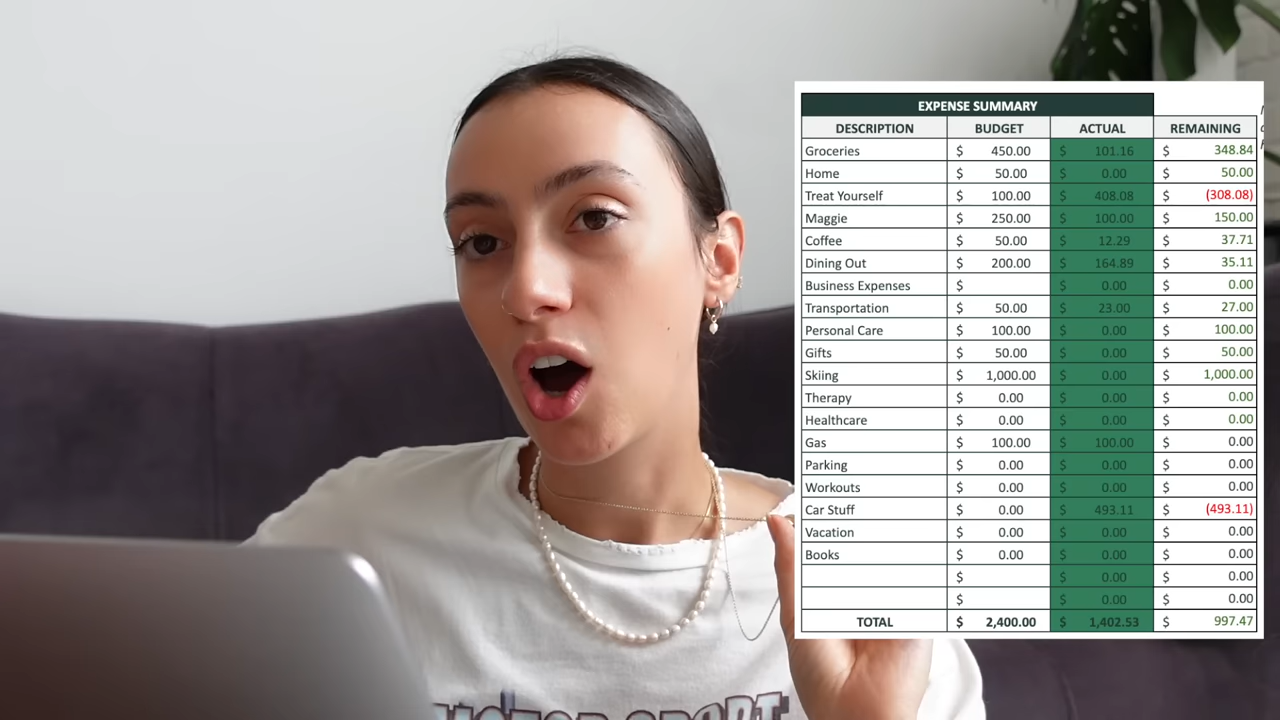 EXPENSE SUMMARY
DESCRIPTION BUDGET ACTUAL REMAINING
Groceries $ 450.00 $ 101.16 $ 348.84
Home $ 50.00 $ 0.00 $ 50.00
Treat Yourself $ 100.00 $ 408.08 $ (308.08)
Maggie $ 250.00 $ 100.00 $ 150.00
Coffee $ 50.00 $ 12.29 $ 37.71
Dining Out $ 200.00 $ 164.89 $ 35.11
Business Expenses $ $ 0.00 $ 0.00
Transportation $ 50.00 $ 23.00 $ 27.00
Personal Care $ 100.00 $ 0.00 $ 100.00
Gifts $ 50.00 $ 0.00 $ 50.00
Skiing $ 1,000.00 $ 0.00 $ 1,000.00
Therapy $ 0.00 $ 0.00 $ 0.00
Healthcare $ 0.00 $ 0.00 $ 0.00
Gas $ 100.00 $ 100.00 $ 0.00
Parking $ 0.00 $ 0.00 $ 0.00
Workouts $ 0.00 $ 0.00 $ 0.00
Car Stuff $ 0.00 $ 493.11 $ (493.11)
Vacation $ 0.00 $ 0.00 $ 0.00
Books $ 0.00 $ 0.00 $ 0.00
$ $ 0.00 $ 0.00
$ $ 0.00 $ 0.00
TOTAL $ 2,400.00 $ 1,402.53 $ 997.47
MOTOR SPORT